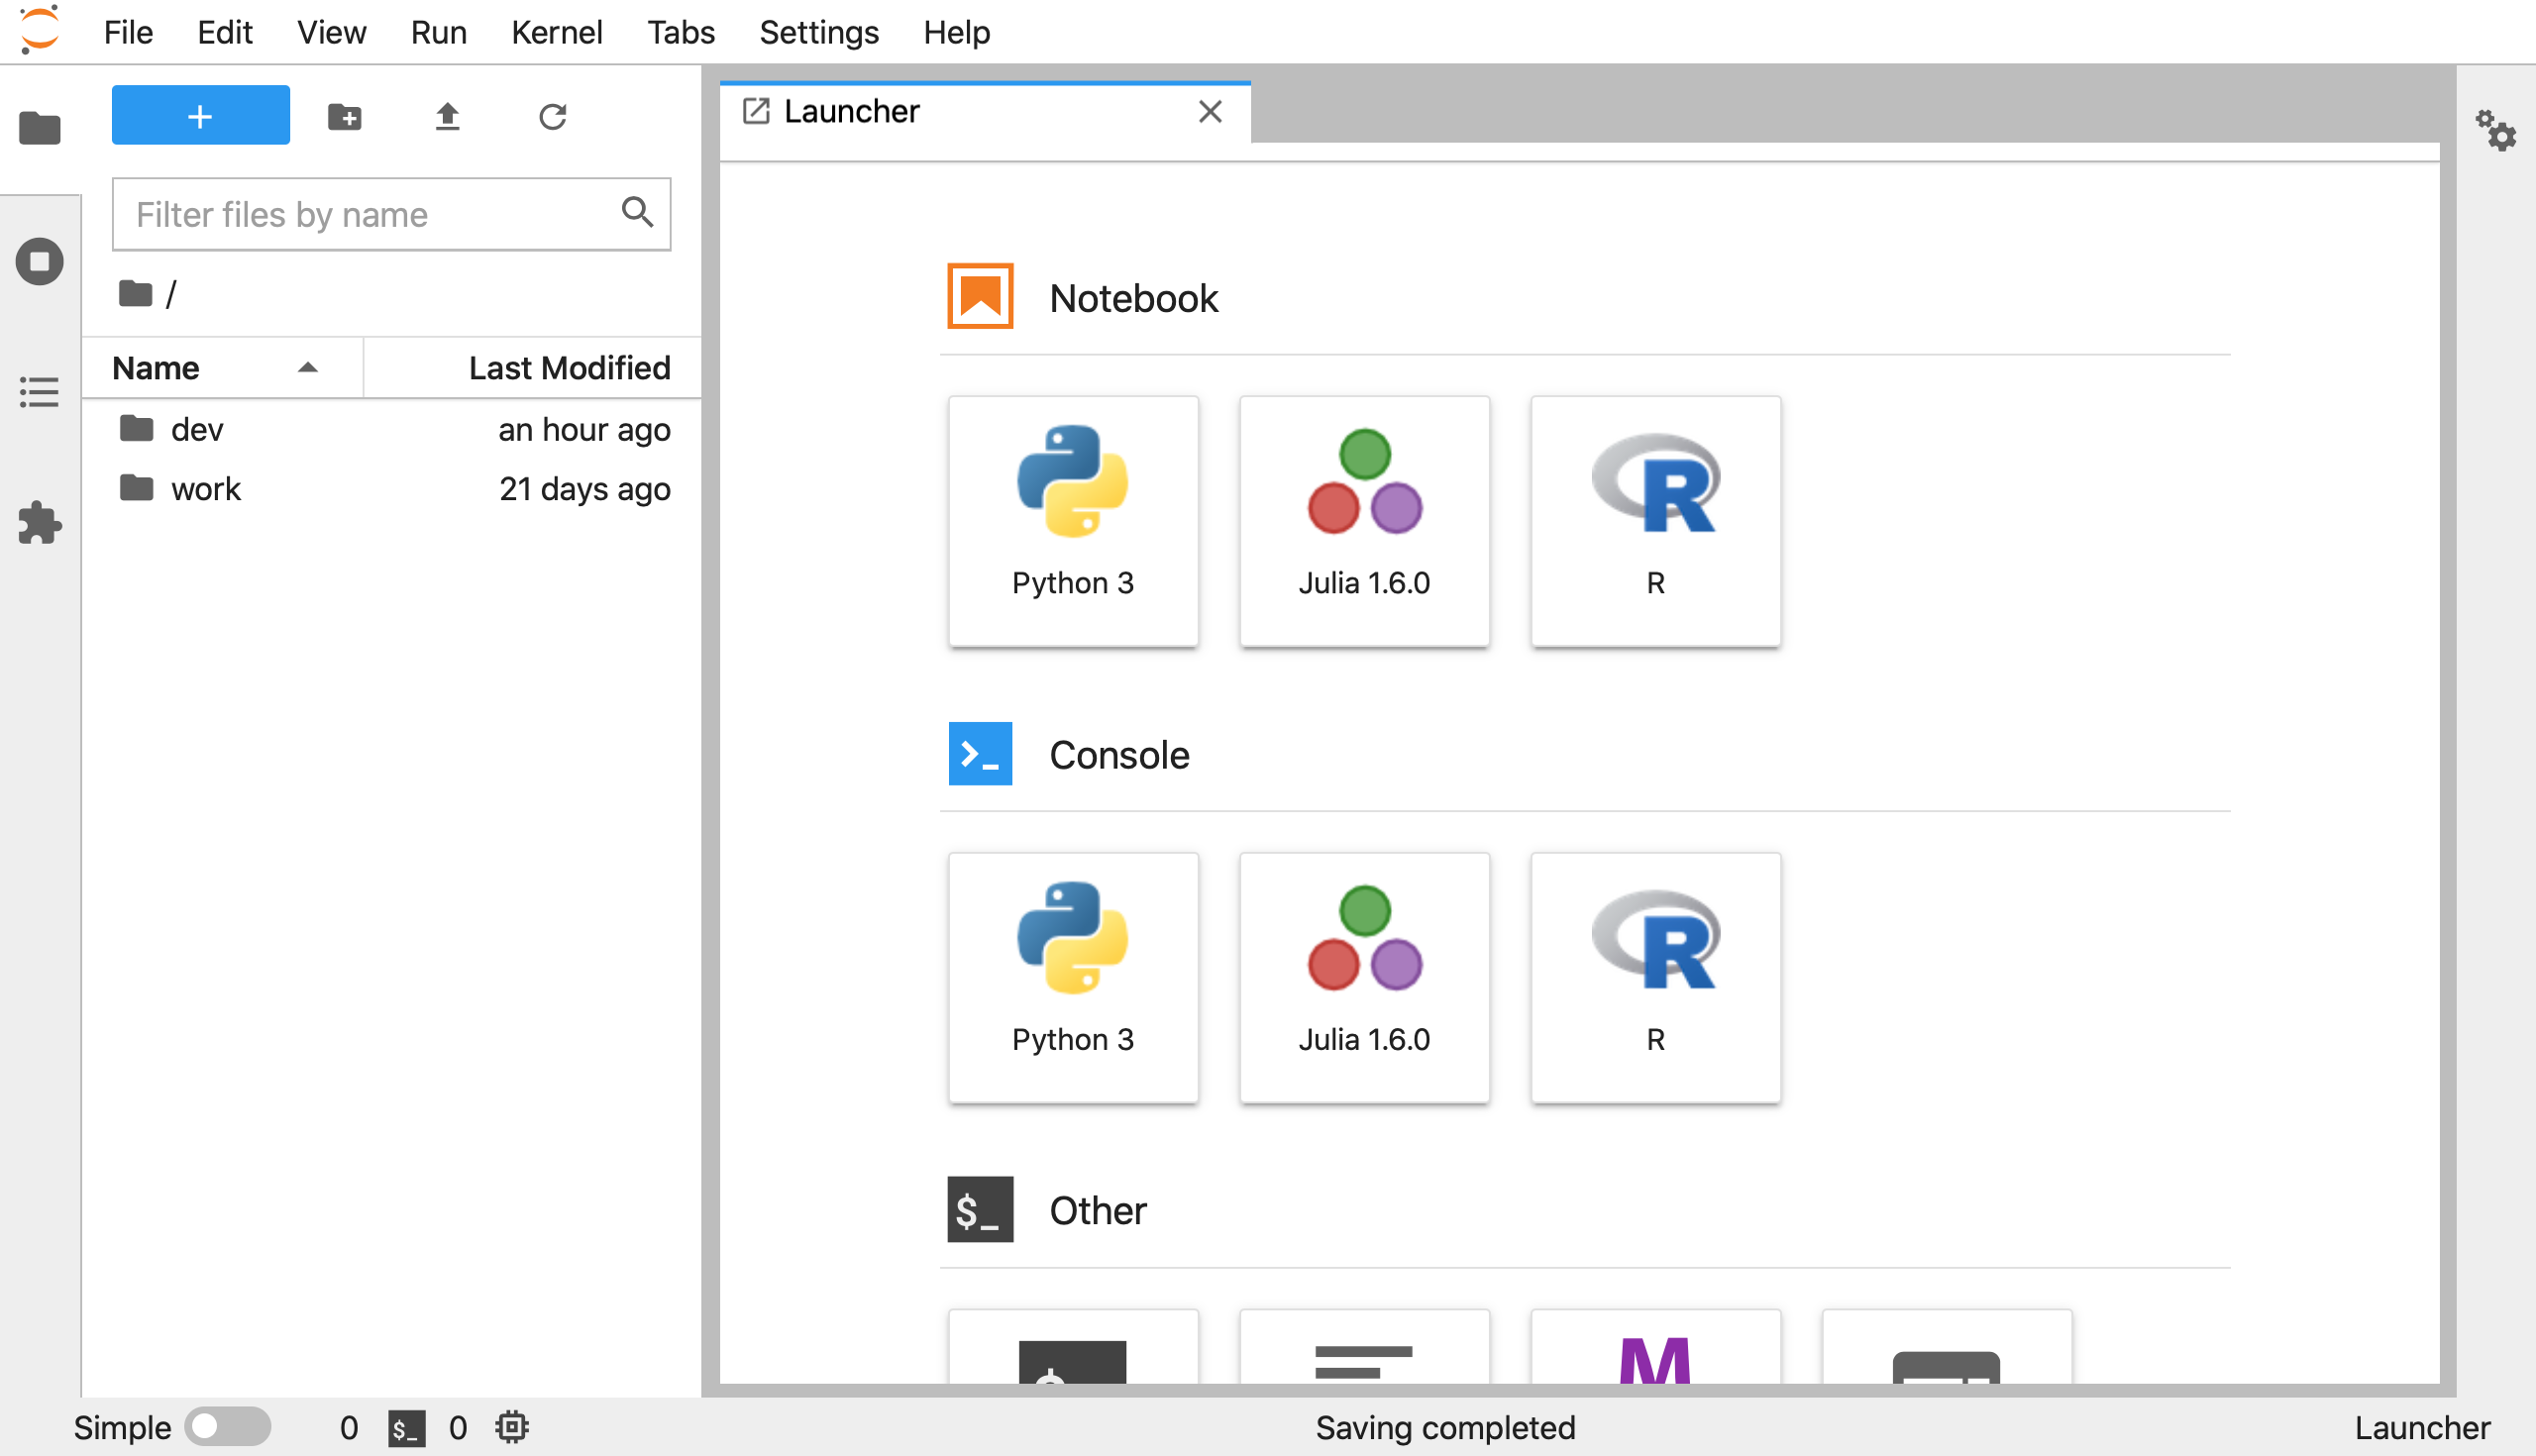 File Edit View Run Kernel Tabs Settings Help
+
Filter files by name
/
Name Last Modified
dev an hour ago
work 21 days ago
Launcher
Notebook
Python 3 Julia 1.6.0 R
Console
Python 3 Julia 1.6.0 R
$_ Other
$ M
Simple 0 $_ 0 Saving completed Launcher